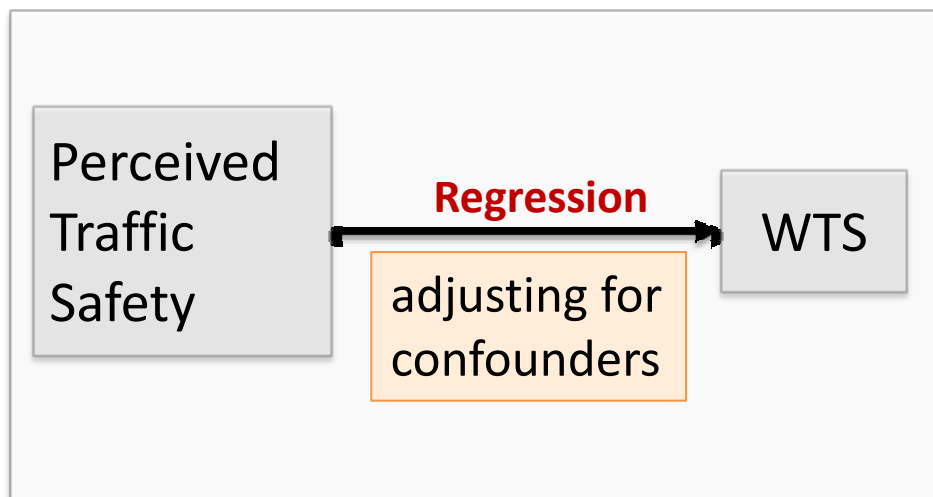 Perceived
Traffic
Safety
Regression
adjusting for
confounders
WTS